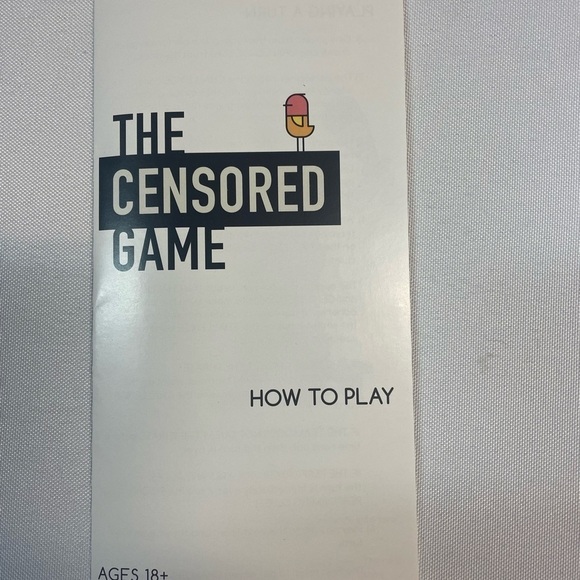 THE
CENSORED
GAME
HOW TO PLAY
AGES 18+